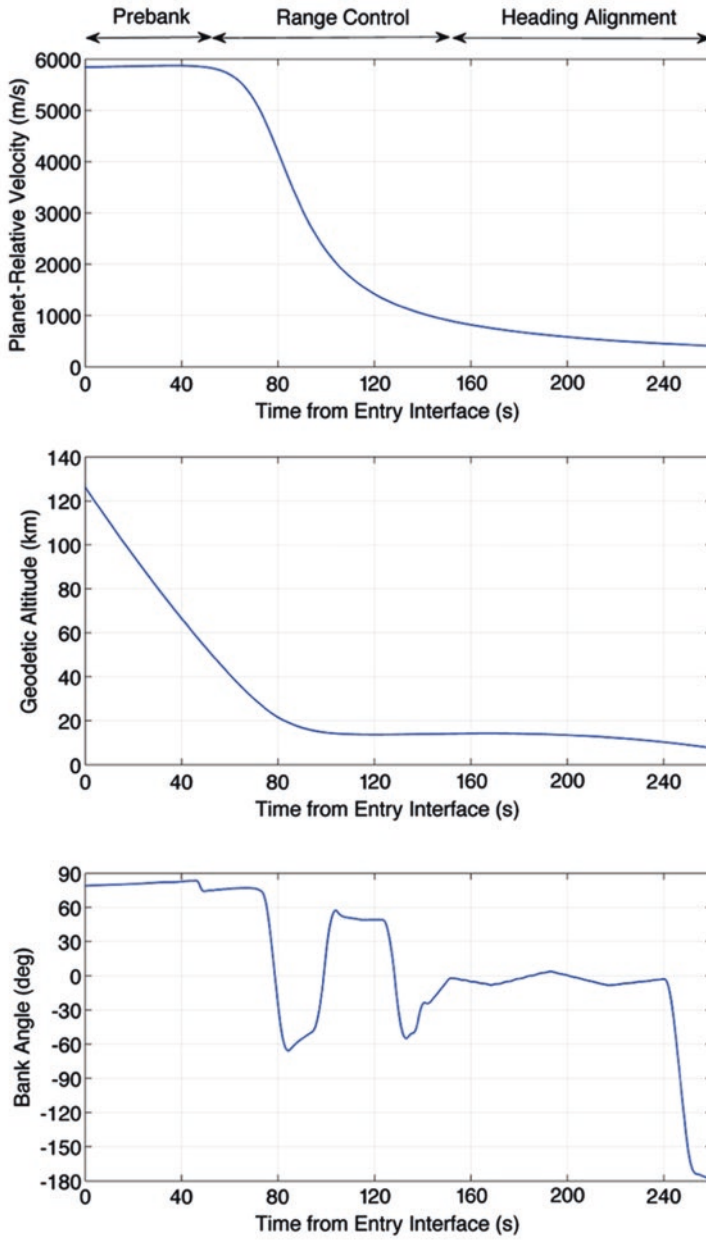 Prebank Range Control Heading Alignment
Planet-Relative Velocity (m/s)
6000
5000
4000
3000
2000
1000
0
0 40 80 120 160 200 240
Time from Entry Interface (s)
Geodetic Altitude (km)
140
120
100
80
60
40
20
0
0 40 80 120 160 200 240
Time from Entry Interface (s)
Bank Angle (deg)
90
60
30
0
-30
-60
-90
-120
-150
-180
0 40 80 120 160 200 240
Time from Entry Interface (s)